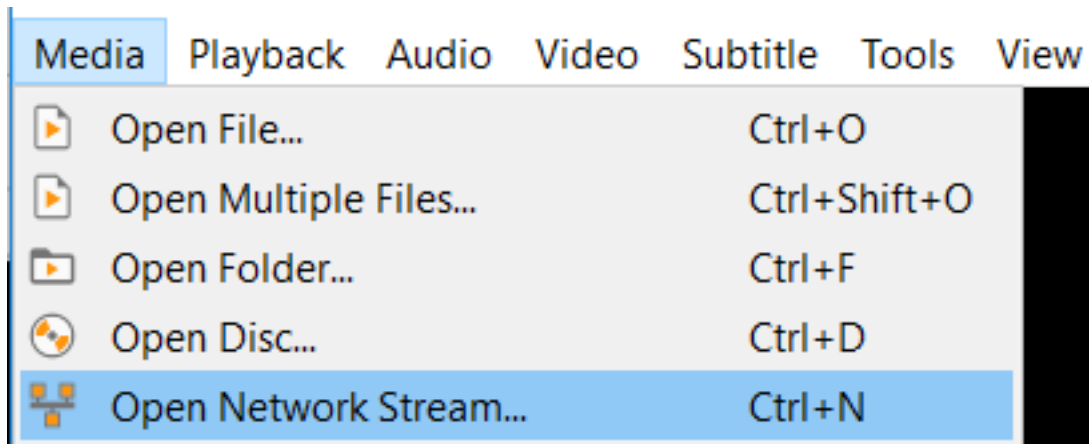 Media Playback Audio Video Subtitle Tools View
Open File... Ctrl+O
Open Multiple Files... Ctrl+Shift+O
Open Folder... Ctrl+F
Open Disc... Ctrl+D
Open Network Stream... Ctrl+N